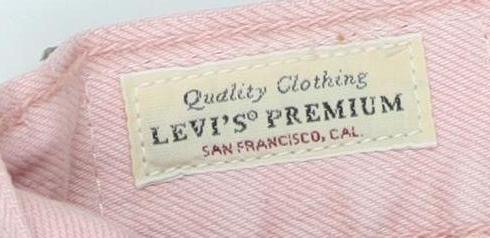 Quality Clothing
LEVI'S® PREMIUM
SAN FRANCISCO, CAL.